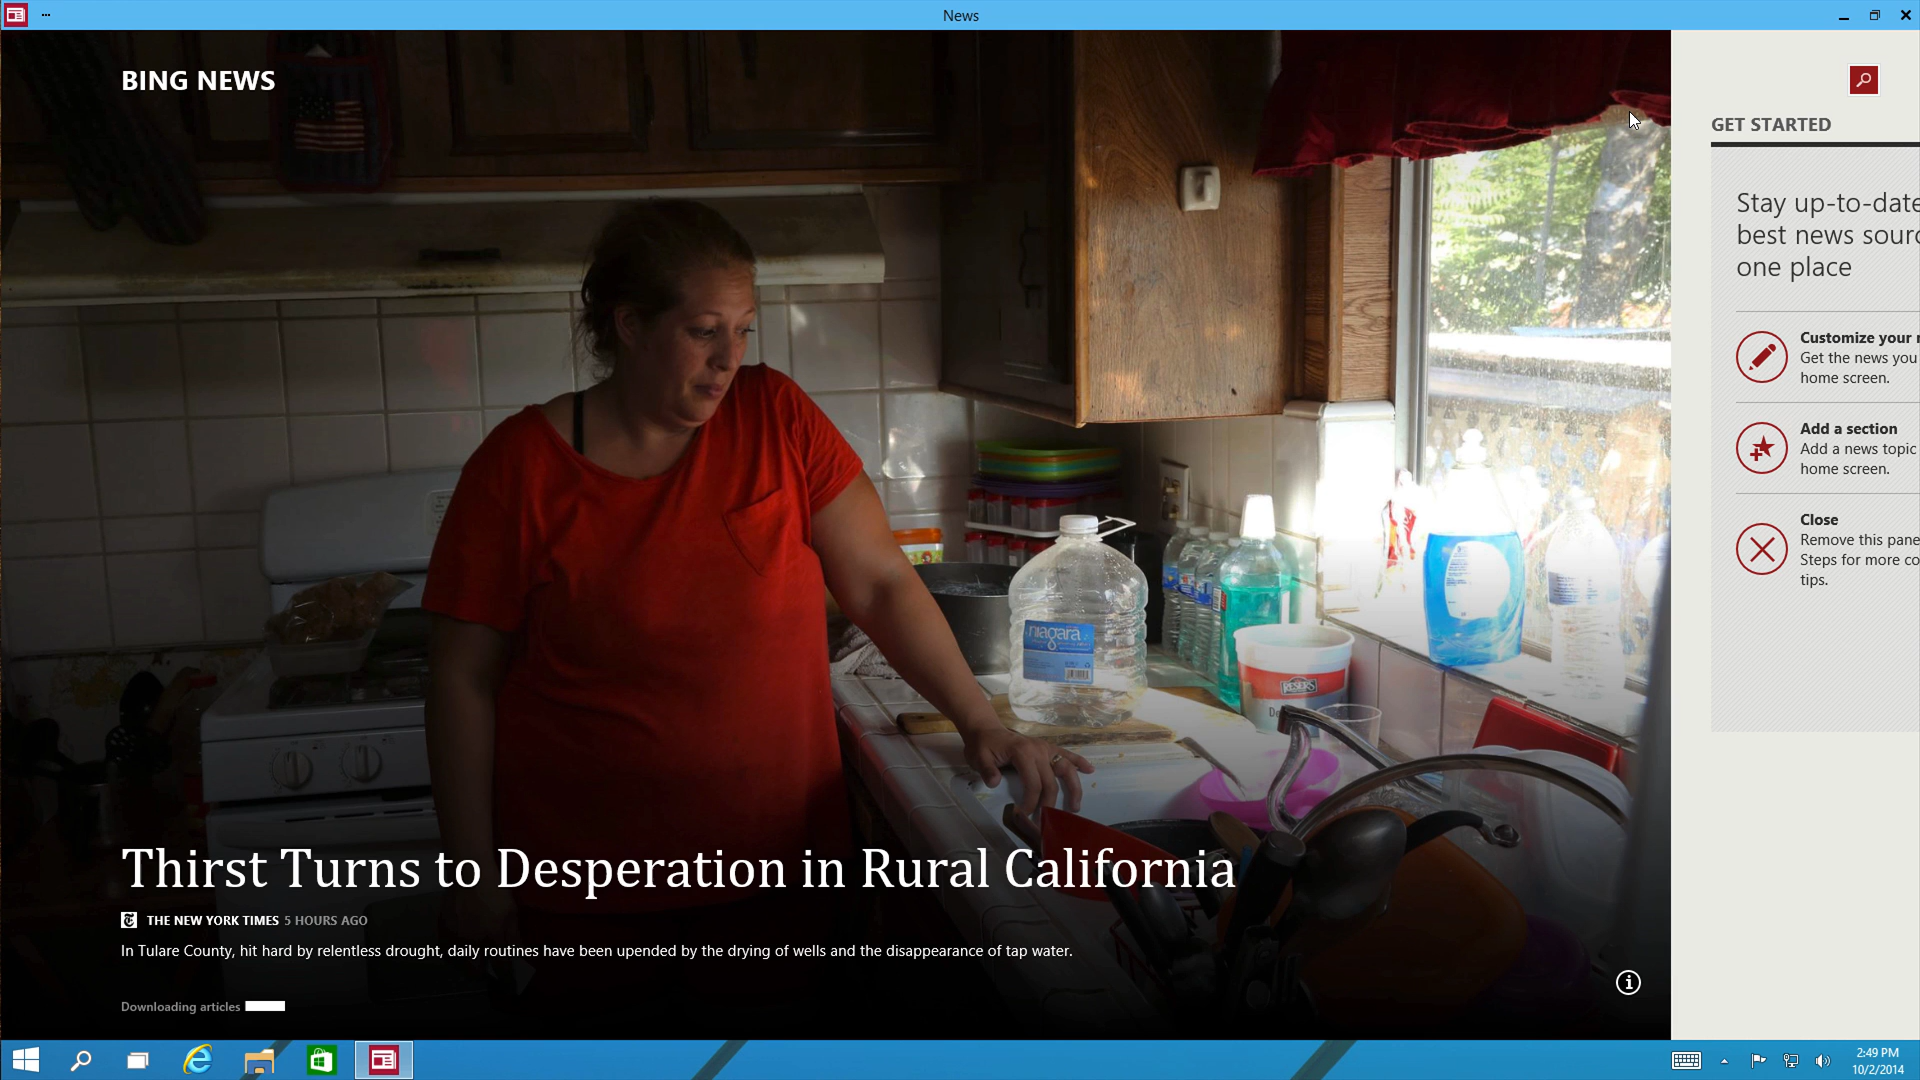 News
BING NEWS
GET STARTED
Stay up-to-date
best news sourc
one place
Customize your r
Get the news you
home screen.
Add a section
Add a news topic
home screen.
Close
Remove this pane
Steps for more co
tips.
niagara
RESER'S
Thirst Turns to Desperation in Rural California
THE NEW YORK TIMES 5 HOURS AGO
In Tulare County, hit hard by relentless drought, daily routines have been upended by the drying of wells and the disappearance of tap water.
Downloading articles
2:49 PM
10/2/2014